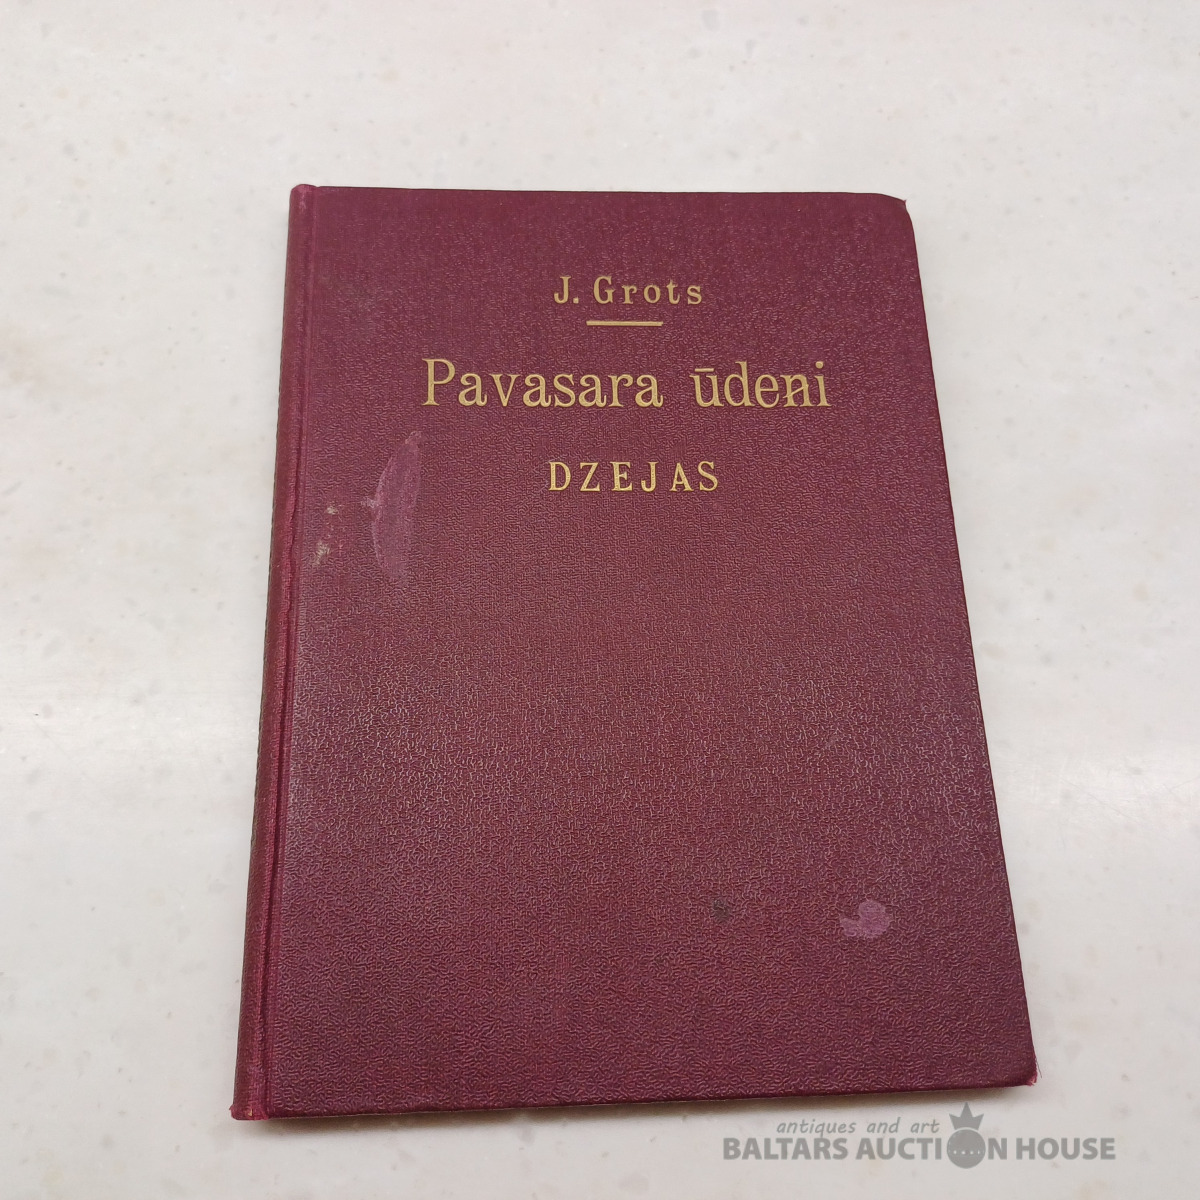 J. Grots
Pavasara ūdeņi
DZEJAS
antiques and art
BALTARS AUCTION HOUSE